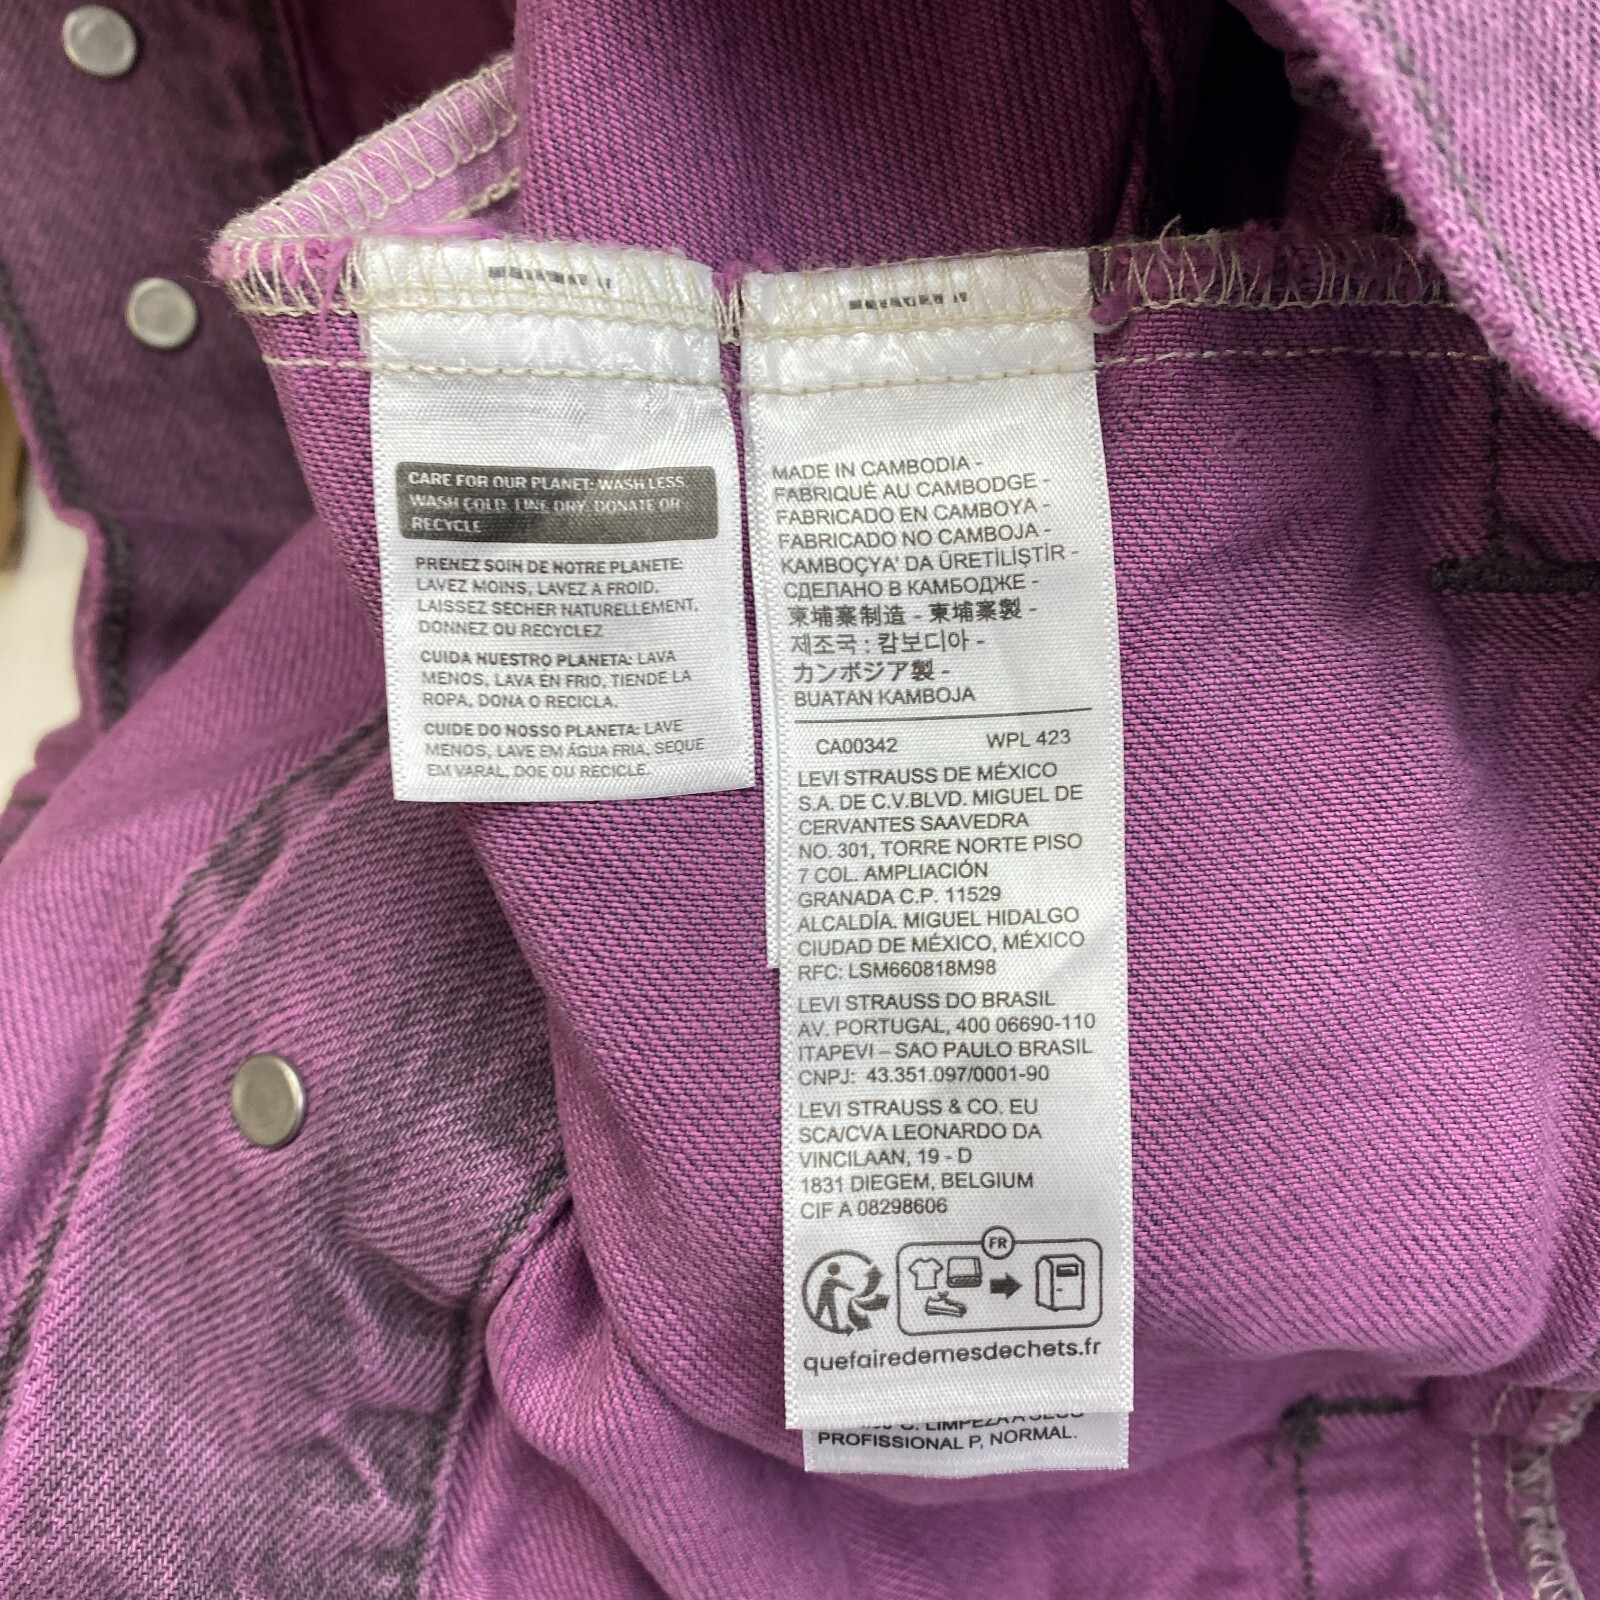 CARE FOR OUR PLANET: WASH LESS
WASH COLD, LINE DRY, DONATE OR
RECYCLE
PRENEZ SOIN DE NOTRE PLANETE:
LAVEZ MOINS, LAVEZ A FROID,
LAISSEZ SECHER NATURELLEMENT,
DONNEZ OU RECYCLEZ
CUIDA NUESTRO PLANETA: LAVA
MENOS, LAVA EN FRIO, TIENDE LA
ROPA, DONA O RECICLA.
CUIDE DO NOSSO PLANETA: LAVE
MENOS, LAVE EM ÁGUA FRIA, SEQUE
EM VARAL, DOE OU RECICLE.
MADE IN CAMBODIA -
FABRIQUÉ AU CAMBODGE -
FABRICADO EN CAMBOYA -
FABRICADO NO CAMBOJA -
KAMBOÇYA' DA ÜRETİLİŞTİR -
СДЕЛАНО В КАМБОДЖЕ -
柬埔寨制造 - 柬埔寨製 -
제조국 : 캄보디아 -
カンボジア製 -
BUATAN KAMBOJA
CA00342 WPL 423
LEVI STRAUSS DE MÉXICO
S.A. DE C.V.BLVD. MIGUEL DE
CERVANTES SAAVEDRA
NO. 301, TORRE NORTE PISO
7 COL. AMPLIACIÓN
GRANADA C.P. 11529
ALCALDÍA. MIGUEL HIDALGO
CIUDAD DE MÉXICO, MÉXICO
RFC: LSM660818M98
LEVI STRAUSS DO BRASIL
AV. PORTUGAL, 400 06690-110
ITAPEVI – SAO PAULO BRASIL
CNPJ: 43.351.097/0001-90
LEVI STRAUSS & CO. EU
SCA/CVA LEONARDO DA
VINCILAAN, 19 - D
1831 DIEGEM, BELGIUM
CIF A 08298606
FR
quefairedemesdechets.fr
C. LIMPEZA A SECO
PROFISSIONAL P, NORMAL.